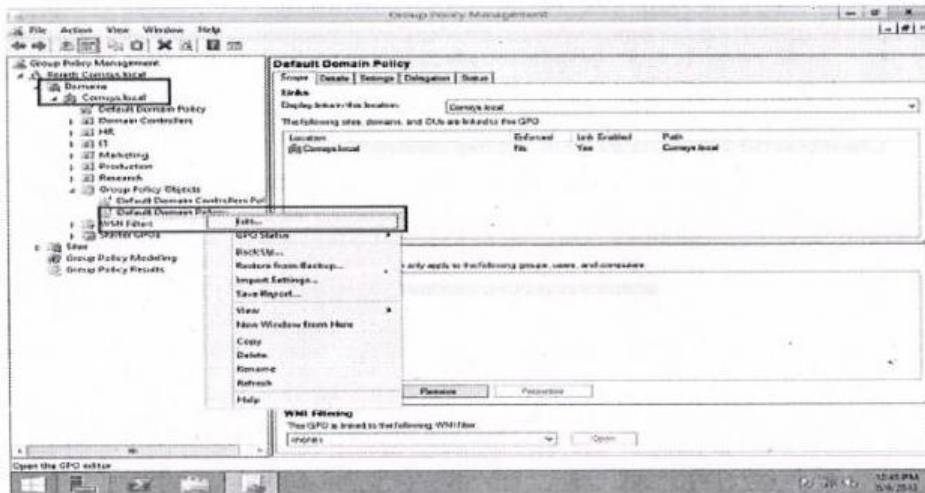 Group Policy Management
File Action View Window Help
Group Policy Management
Forest: Comsys.local
Domains
Comsys.local
Default Domain Policy
Domain Controllers
HR
IT
Marketing
Production
Research
Group Policy Objects
Default Domain Controllers Pol
Default Domain Policy
WMI Filters
Starter GPOs
Sites
Group Policy Modeling
Group Policy Results
Default Domain Policy
Scope Details Settings Delegation Status
Links
Display links in this location: Comsys.local
The following sites, domains, and OUs are linked to this GPO
Location Enforced Link Enabled Path
Comsys.local No Yes Comsys.local
Edit...
GPO Status
Back Up...
Restore from Backup...
Import Settings...
Save Report...
View
New Window from Here
Copy
Delete
Rename
Refresh
Help
only apply to the following groups, users, and computers
Remove Properties
WMI Filtering
This GPO is linked to the following WMI filter
<none> Open
Open the GPO editor
12:45 PM